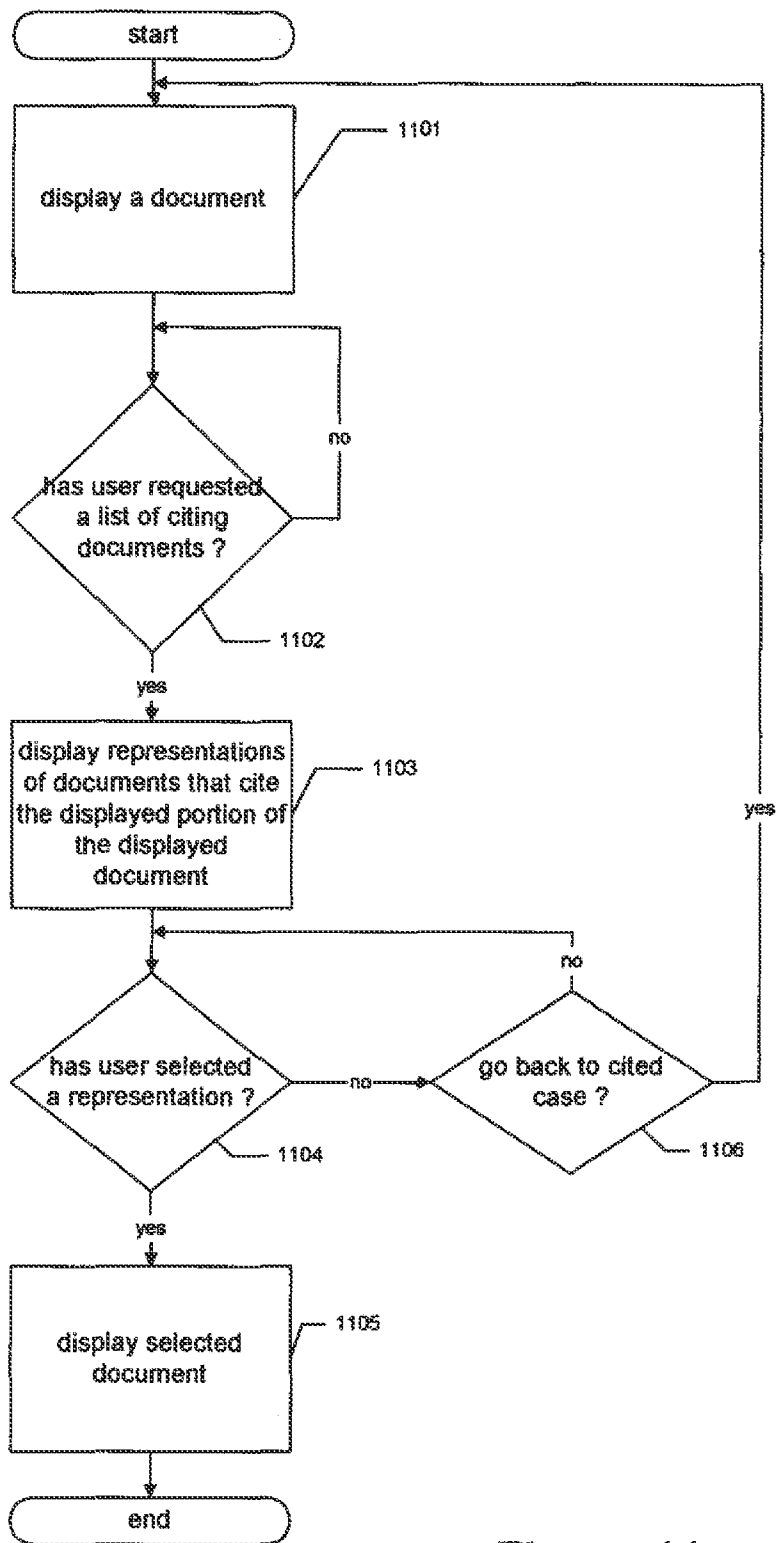 start
1101
display a document
no
has user requested
a list of citing
documents ?
1102
yes
display representations
of documents that cite
the displayed portion of
the displayed
document
1103
yes
no
has user selected
a representation ?
no
go back to cited
case ?
1104
1106
yes
display selected
document
1105
end